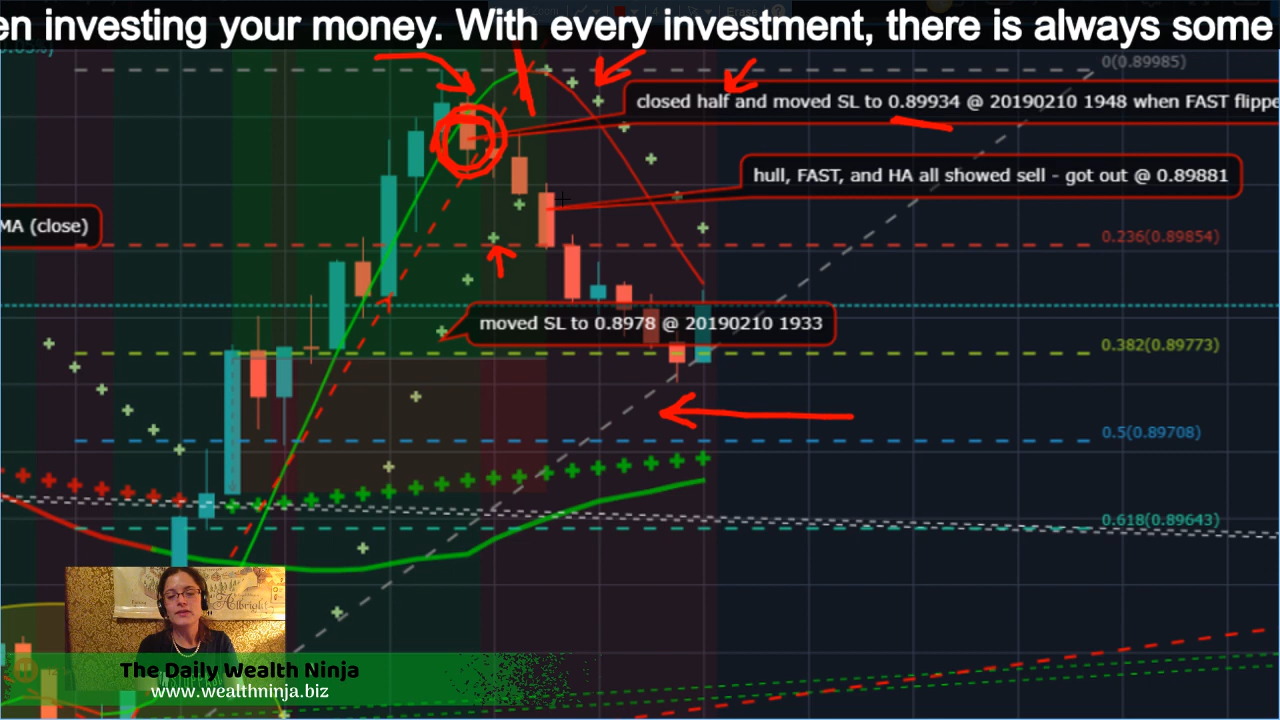 en investing your money. With every investment, there is always some
0(0.89985)
closed half and moved SL to 0.89934 @ 20190210 1948 when FAST flippe
hull, FAST, and HA all showed sell - got out @ 0.89881
MA (close)
0.236(0.89854)
moved SL to 0.8978 @ 20190210 1933
0.382(0.89773)
0.5(0.89708)
0.618(0.89643)
Albright
The Daily Wealth Ninja
www.wealthninja.biz